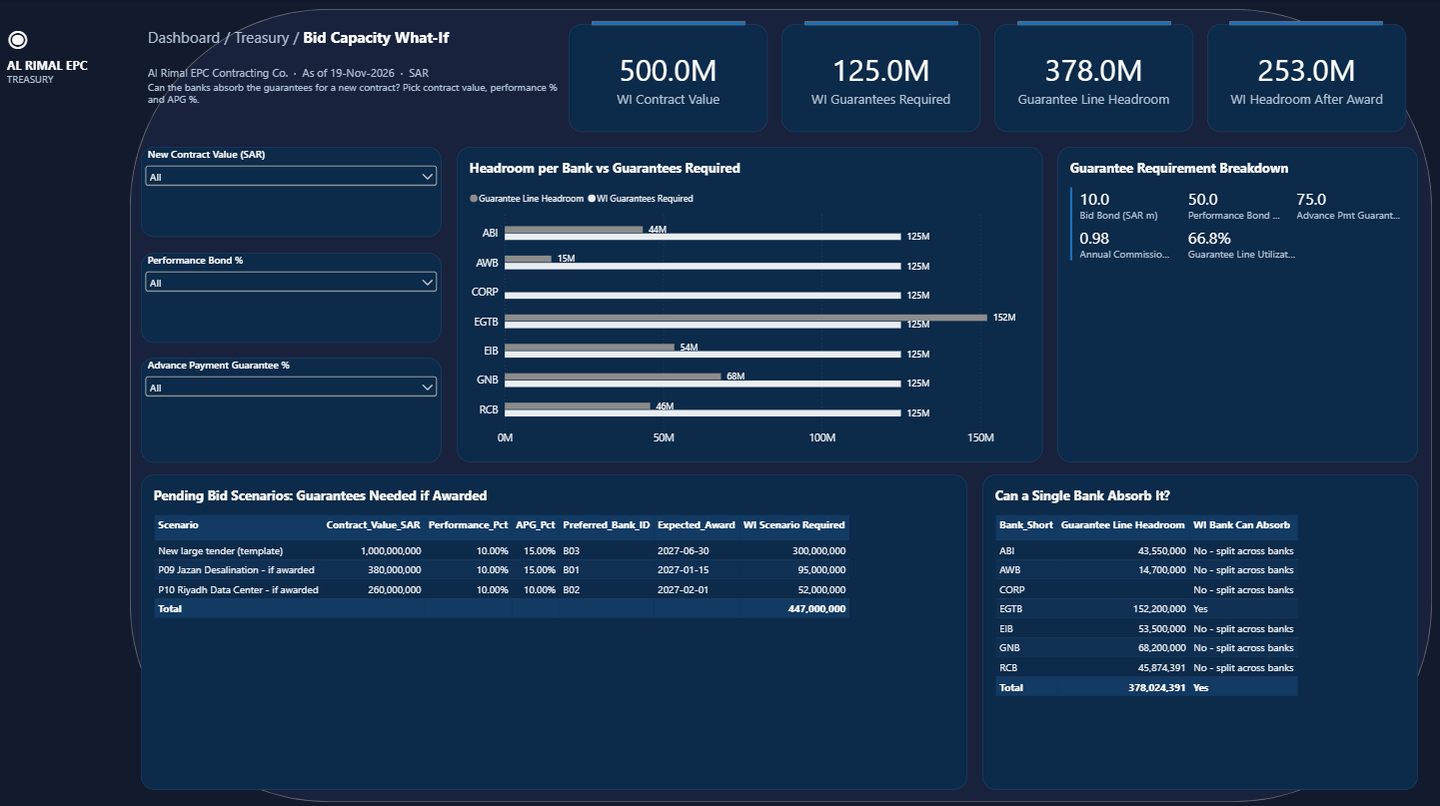 AL RIMAL EPC
TREASURY
Dashboard / Treasury / Bid Capacity What-If
Al Rimal EPC Contracting Co. · As of 19-Nov-2026 · SAR
Can the banks absorb the guarantees for a new contract? Pick contract value, performance %
and APG %.
500.0M
WI Contract Value
125.0M
WI Guarantees Required
378.0M
Guarantee Line Headroom
253.0M
WI Headroom After Award
New Contract Value (SAR)
All
Performance Bond %
All
Advance Payment Guarantee %
All
Headroom per Bank vs Guarantees Required
Guarantee Line Headroom WI Guarantees Required
ABI 44M 125M
AWB 15M 125M
CORP 125M
EGTB 152M 125M
EIB 54M 125M
GNB 68M 125M
RCB 46M 125M
0M 50M 100M 150M
Guarantee Requirement Breakdown
10.0 50.0 75.0
Bid Bond (SAR m) Performance Bond ... Advance Pmt Guarant...
0.98 66.8%
Annual Commissio... Guarantee Line Utilizat...
Pending Bid Scenarios: Guarantees Needed if Awarded
Scenario Contract_Value_SAR Performance_Pct APG_Pct Preferred_Bank_ID Expected_Award WI Scenario Required
New large tender (template) 1,000,000,000 10.00% 15.00% B03 2027-06-30 300,000,000
P09 Jazan Desalination - if awarded 380,000,000 10.00% 15.00% B01 2027-01-15 95,000,000
P10 Riyadh Data Center - if awarded 260,000,000 10.00% 10.00% B02 2027-02-01 52,000,000
Total 447,000,000
Can a Single Bank Absorb It?
Bank_Short Guarantee Line Headroom WI Bank Can Absorb
ABI 43,550,000 No - split across banks
AWB 14,700,000 No - split across banks
CORP No - split across banks
EGTB 152,200,000 Yes
EIB 53,500,000 No - split across banks
GNB 68,200,000 No - split across banks
RCB 45,874,391 No - split across banks
Total 378,024,391 Yes